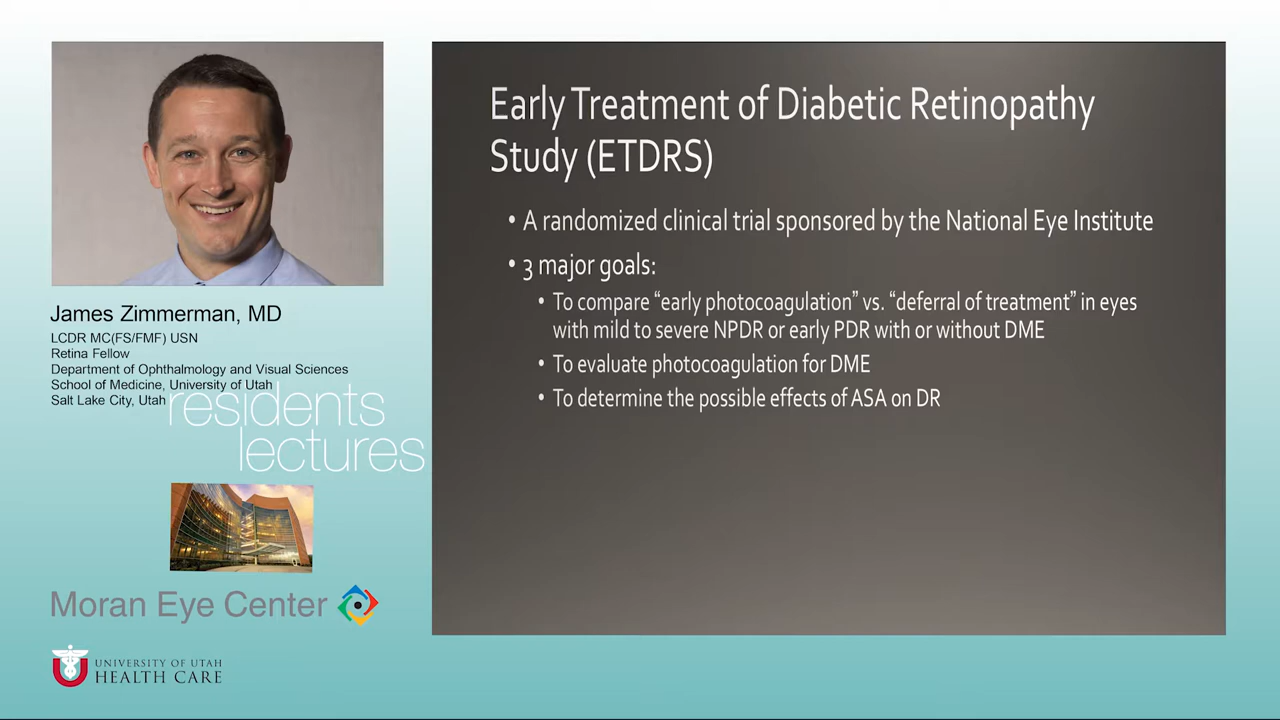 James Zimmerman, MD
LCDR MC(FS/FMF) USN
Retina Fellow
Department of Ophthalmology and Visual Sciences
School of Medicine, University of Utah
Salt Lake City, Utah
residents
lectures
Moran Eye Center
UNIVERSITY OF UTAH
HEALTH CARE
Early Treatment of Diabetic Retinopathy
Study (ETDRS)
• A randomized clinical trial sponsored by the National Eye Institute
• 3 major goals:
• To compare “early photocoagulation” vs. “deferral of treatment” in eyes
with mild to severe NPDR or early PDR with or without DME
• To evaluate photocoagulation for DME
• To determine the possible effects of ASA on DR